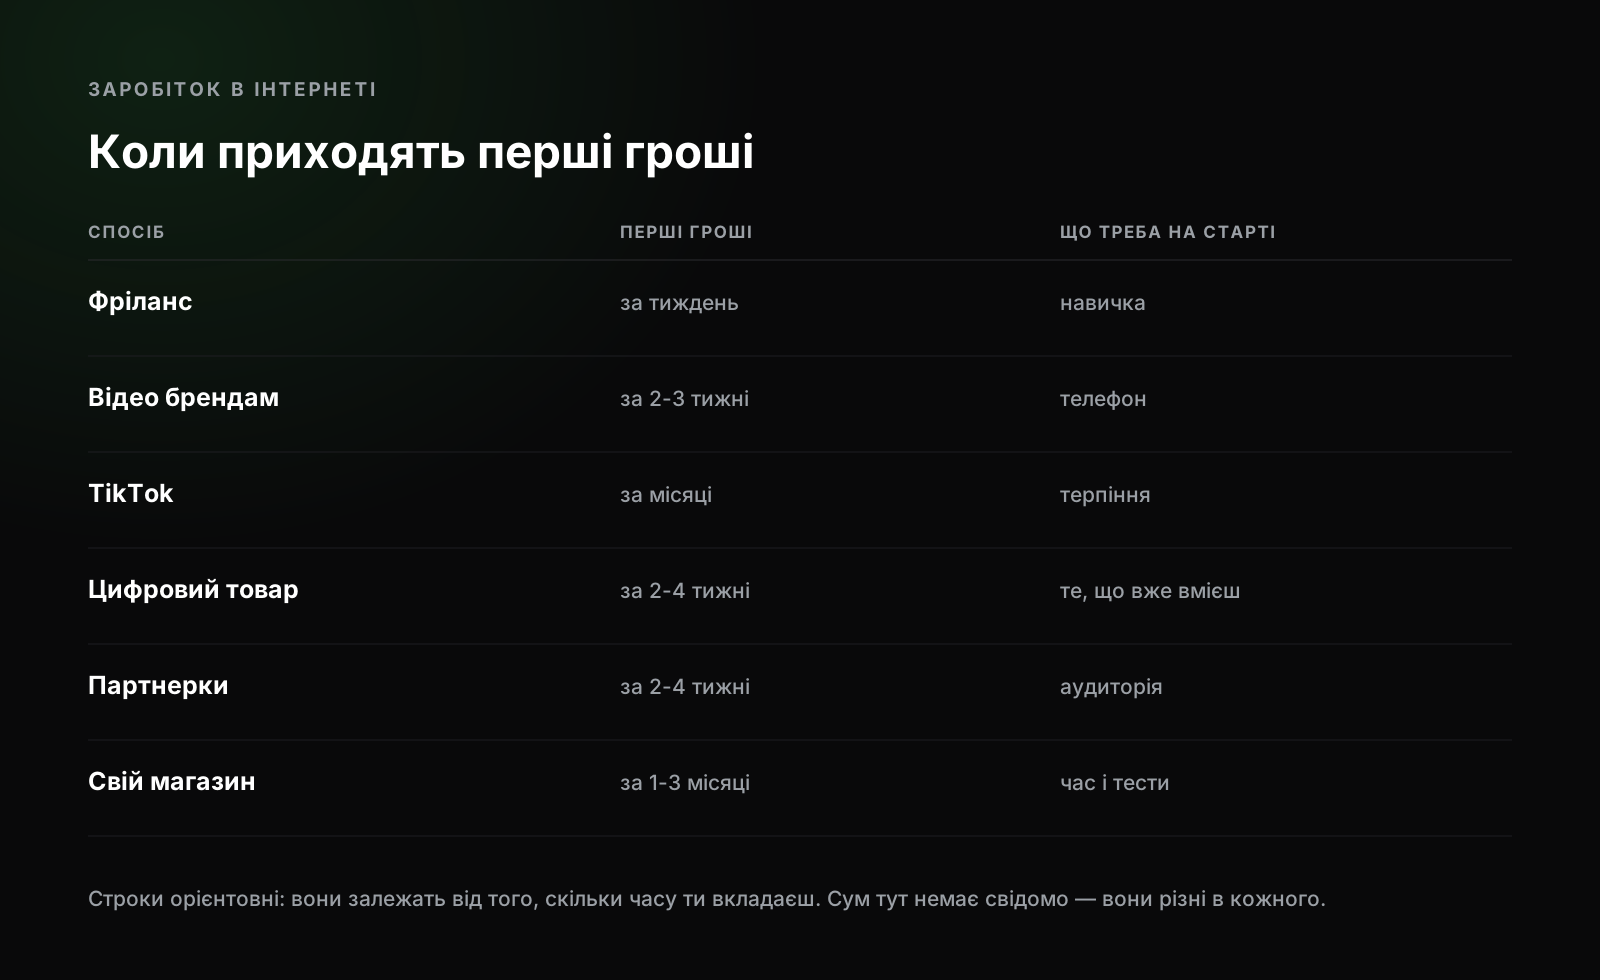 ЗАРОБІТОК В ІНТЕРНЕТІ
Коли приходять перші гроші
СПОСІБ ПЕРШІ ГРОШІ ЩО ТРЕБА НА СТАРТІ
Фріланс за тиждень навичка
Відео брендам за 2-3 тижні телефон
TikTok за місяці терпіння
Цифровий товар за 2-4 тижні те, що вже вмієш
Партнерки за 2-4 тижні аудиторія
Свій магазин за 1-3 місяці час і тести
Строки орієнтовні: вони залежать від того, скільки часу ти вкладаєш. Сум тут немає свідомо — вони різні в кожного.